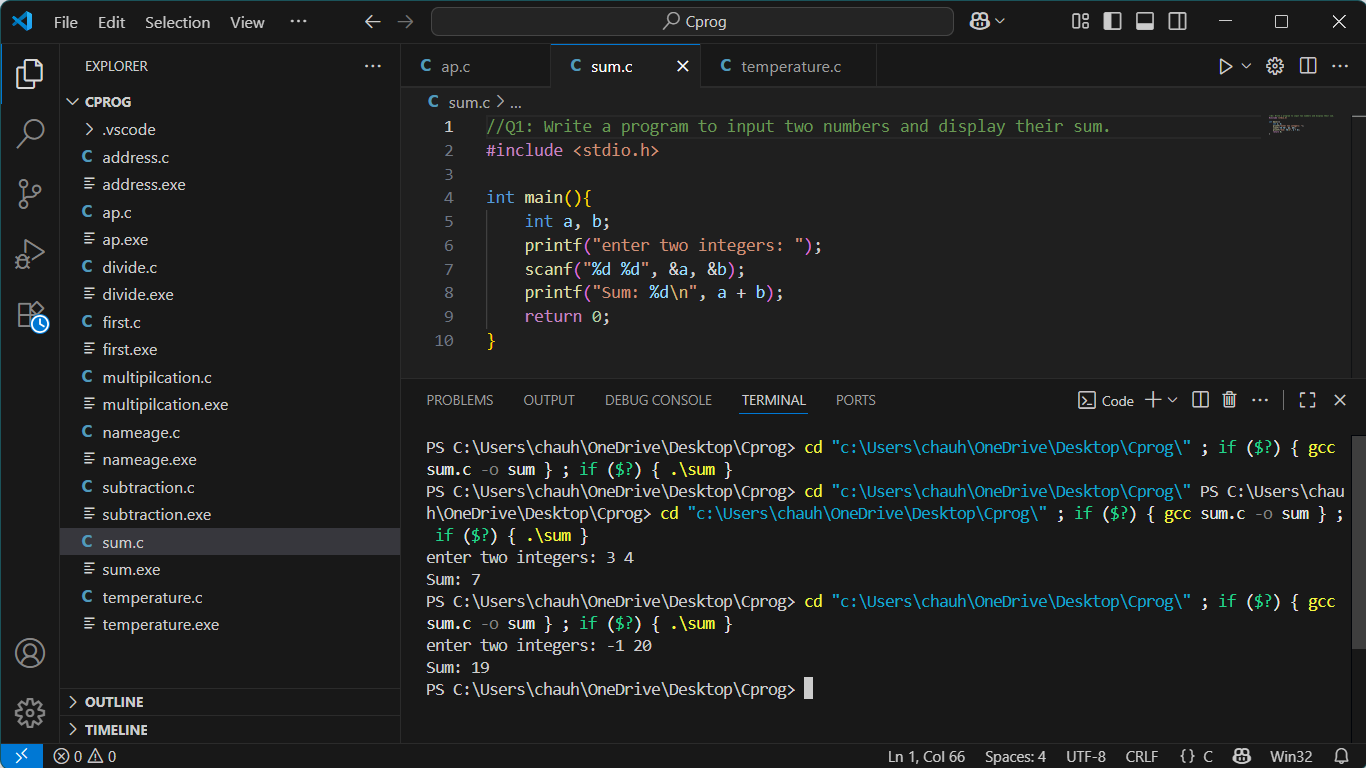 File Edit Selection View ··· Cprog
EXPLORER ···
CPROG
.vscode
C address.c
address.exe
C ap.c
ap.exe
C divide.c
divide.exe
C first.c
first.exe
C multipilcation.c
multipilcation.exe
C nameage.c
nameage.exe
C subtraction.c
subtraction.exe
C sum.c
sum.exe
C temperature.c
temperature.exe
OUTLINE
TIMELINE
C ap.c C sum.c C temperature.c
C sum.c > ...
1 //Q1: Write a program to input two numbers and display their sum.
2 #include <stdio.h>
3
4 int main(){
5 int a, b;
6 printf("enter two integers: ");
7 scanf("%d %d", &a, &b);
8 printf("Sum: %d\n", a + b);
9 return 0;
10 }
PROBLEMS OUTPUT DEBUG CONSOLE TERMINAL PORTS Code
PS C:\Users\chauh\OneDrive\Desktop\Cprog> cd "c:\Users\chauh\OneDrive\Desktop\Cprog\" ; if ($?) { gcc
sum.c -o sum } ; if ($?) { .\sum }
PS C:\Users\chauh\OneDrive\Desktop\Cprog> cd "c:\Users\chauh\OneDrive\Desktop\Cprog\" PS C:\Users\chau
h\OneDrive\Desktop\Cprog> cd "c:\Users\chauh\OneDrive\Desktop\Cprog\" ; if ($?) { gcc sum.c -o sum } ;
if ($?) { .\sum }
enter two integers: 3 4
Sum: 7
PS C:\Users\chauh\OneDrive\Desktop\Cprog> cd "c:\Users\chauh\OneDrive\Desktop\Cprog\" ; if ($?) { gcc
sum.c -o sum } ; if ($?) { .\sum }
enter two integers: -1 20
Sum: 19
PS C:\Users\chauh\OneDrive\Desktop\Cprog>
0 0 Ln 1, Col 66 Spaces: 4 UTF-8 CRLF {} C Win32